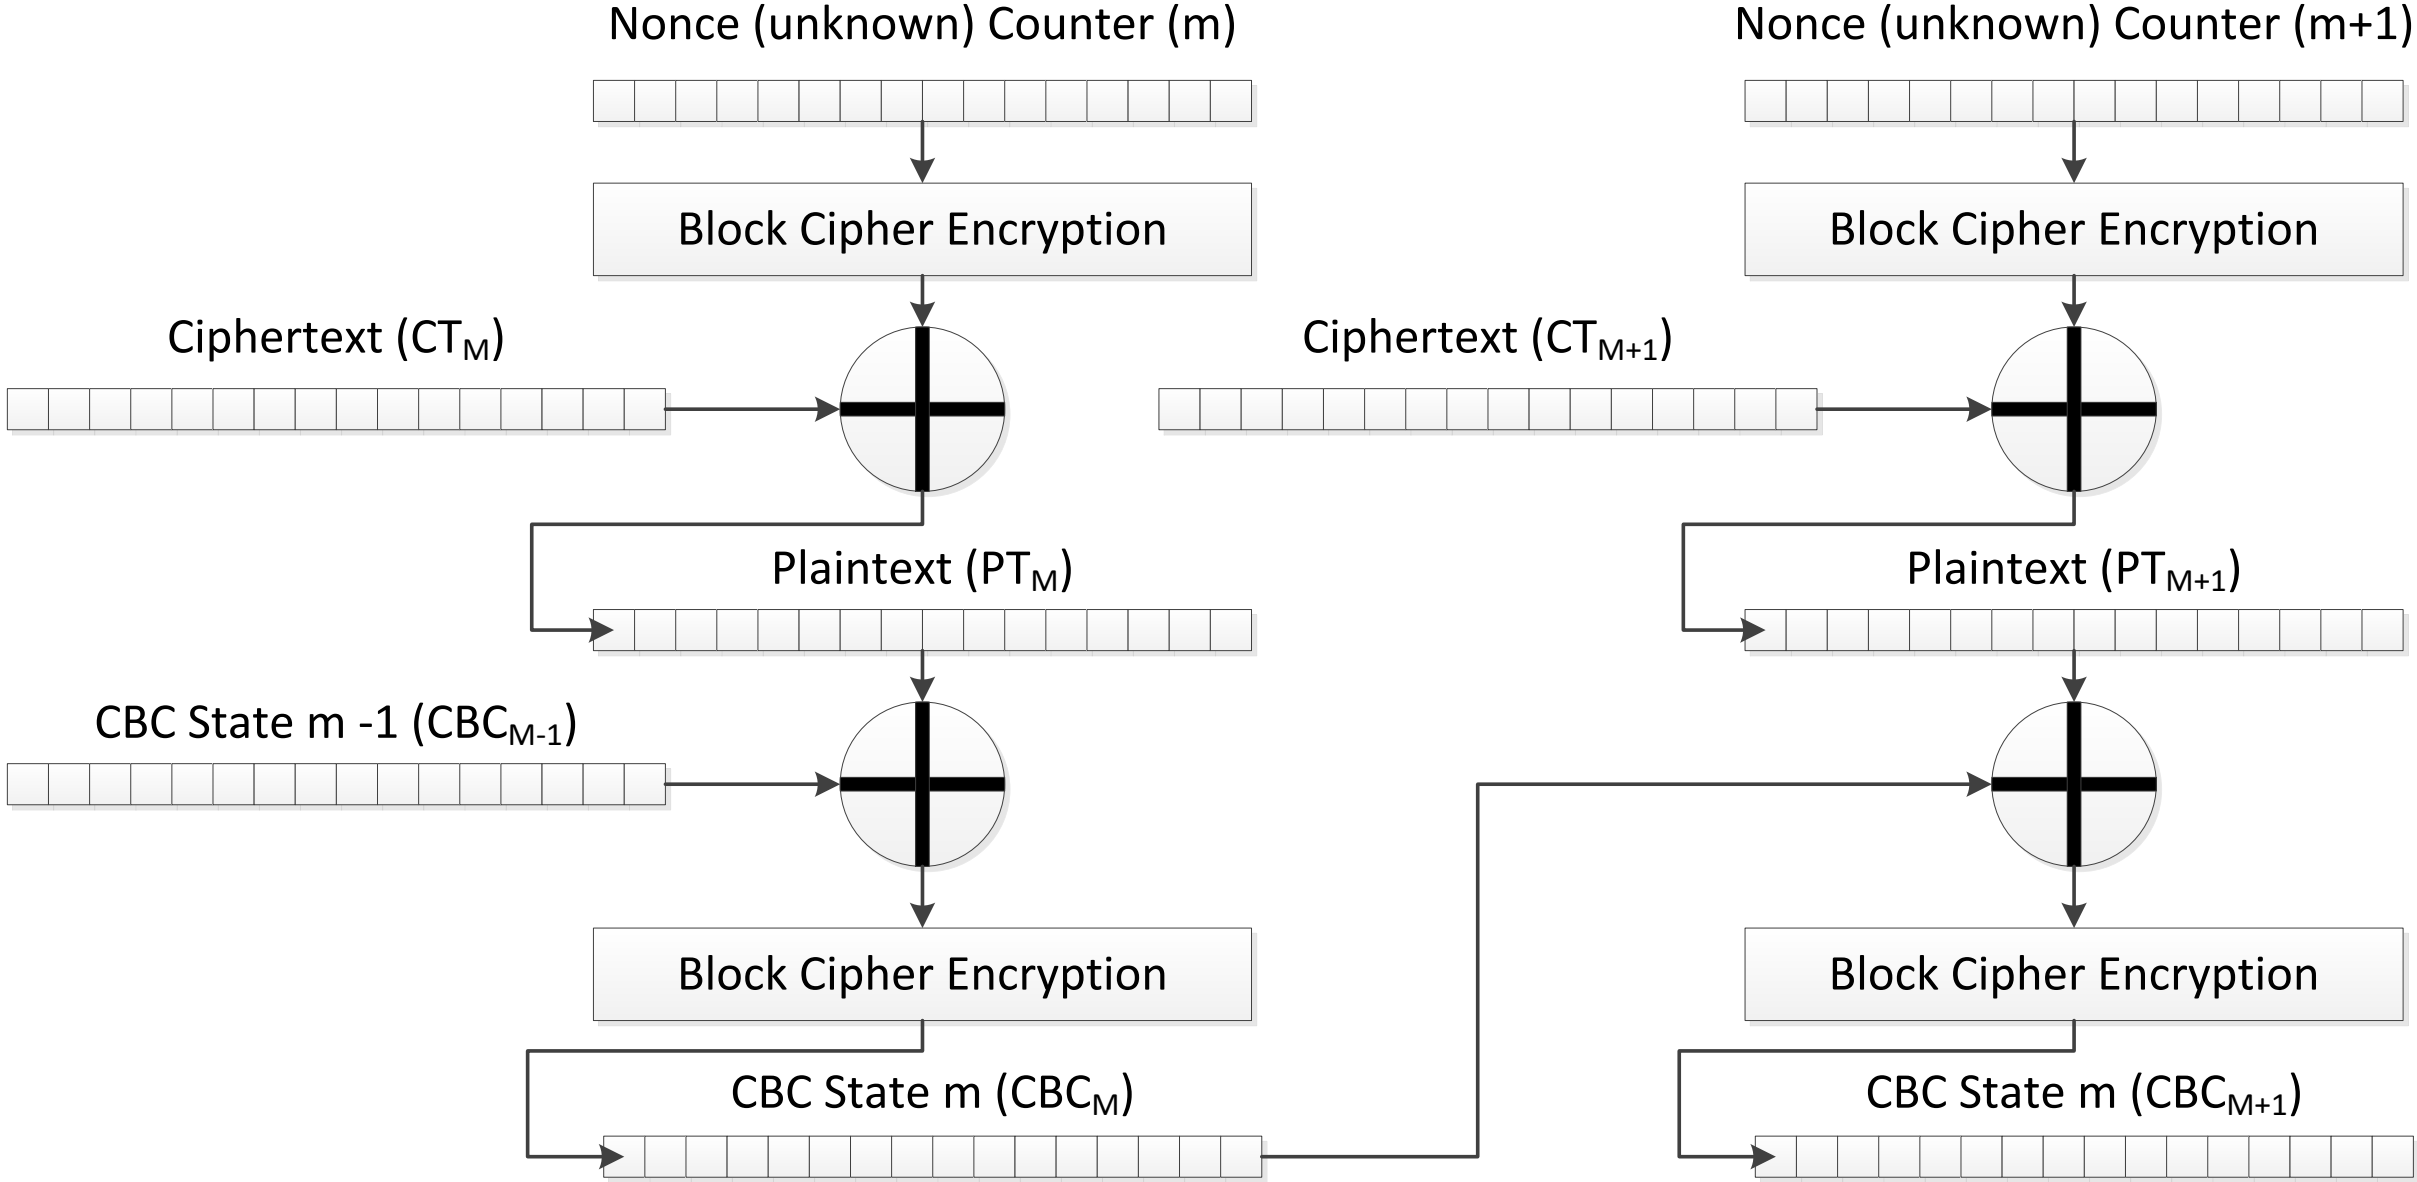 Nonce (unknown) Counter (m)
Nonce (unknown) Counter (m+1)
Block Cipher Encryption
Block Cipher Encryption
Ciphertext (CTM)
Ciphertext (CTM+1)
Plaintext (PTM)
Plaintext (PTM+1)
CBC State m -1 (CBCM-1)
Block Cipher Encryption
Block Cipher Encryption
CBC State m (CBCM)
CBC State m (CBCM+1)